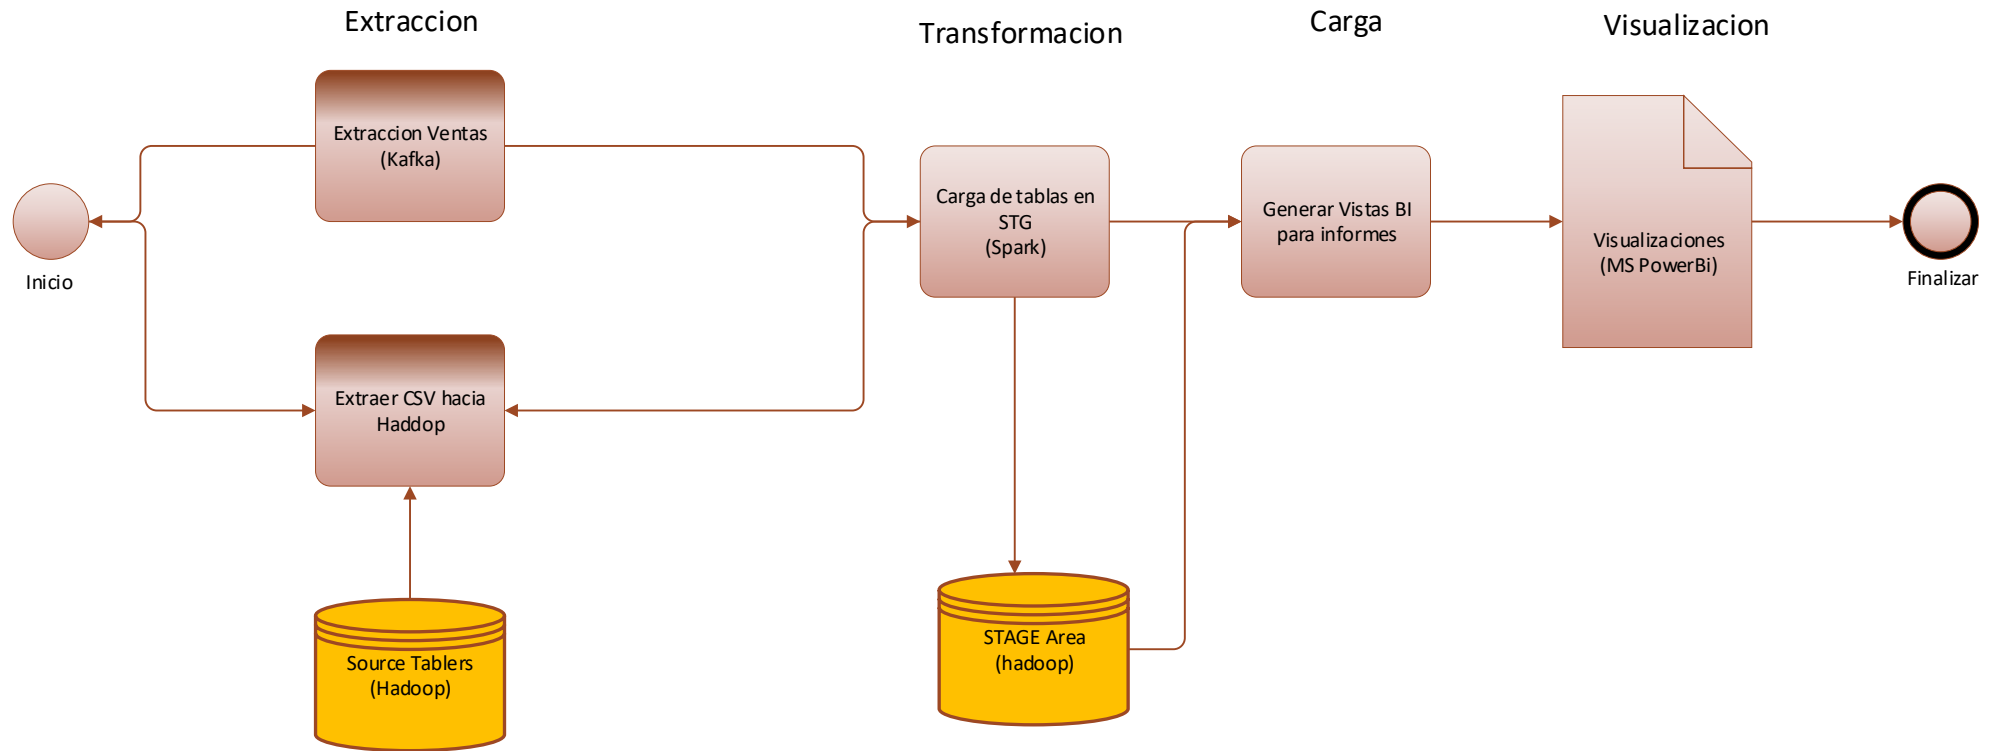 Extraccion
Transformacion
Carga
Visualizacion
Extraccion Ventas
(Kafka)
Inicio
Extraer CSV hacia
Haddop
Source Tablers
(Hadoop)
Carga de tablas en
STG
(Spark)
STAGE Area
(hadoop)
Generar Vistas BI
para informes
Visualizaciones
(MS PowerBi)
Finalizar